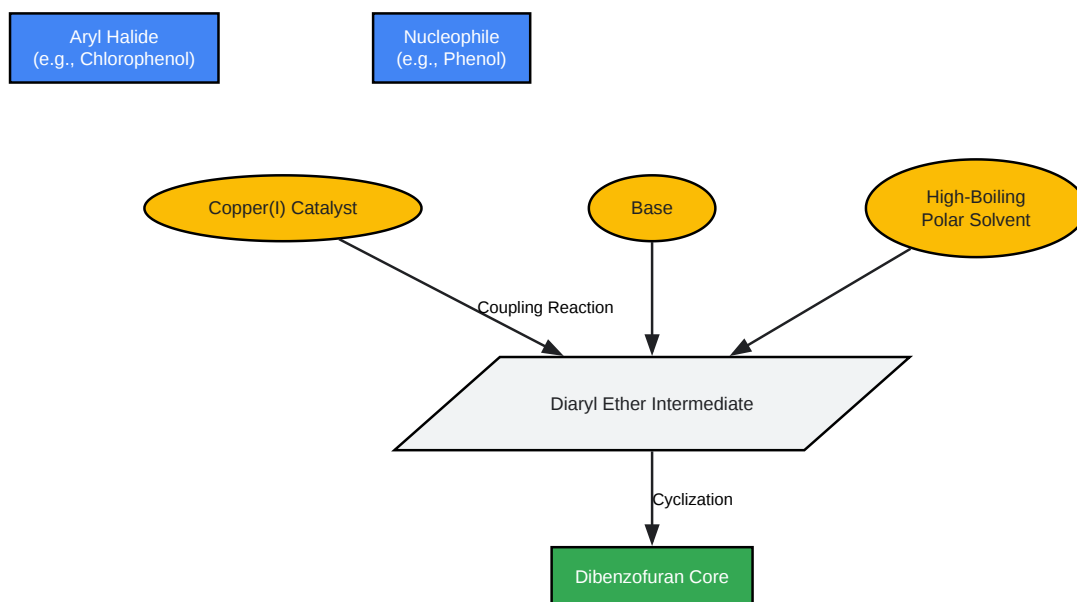 Aryl Halide
(e.g., Chlorophenol)
Nucleophile
(e.g., Phenol)
Copper(I) Catalyst
Base
High-Boiling
Polar Solvent
Coupling Reaction
Diaryl Ether Intermediate
Cyclization
Dibenzofuran Core